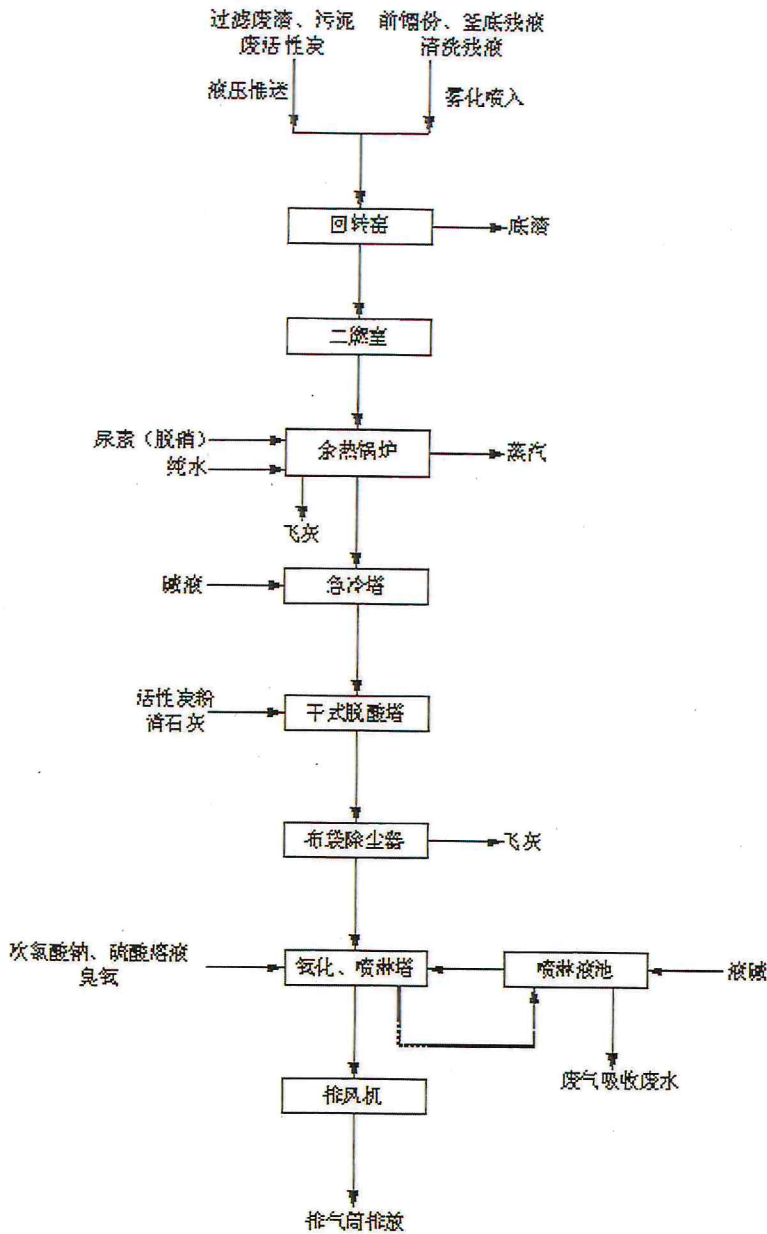 过滤废渣、污泥
废活性炭
前馏份、釜底残液
清洗残液
液压推送
雾化喷入
回转窑
底渣
二燃室
尿素（脱硝）
纯水
余热锅炉
蒸汽
飞灰
碱液
急冷塔
活性炭粉
消石灰
干式脱酸塔
布袋除尘器
飞灰
次氯酸钠、硫酸溶液
臭氧
氧化、喷淋塔
喷淋液池
液碱
废气吸收废水
排风机
排气筒排放